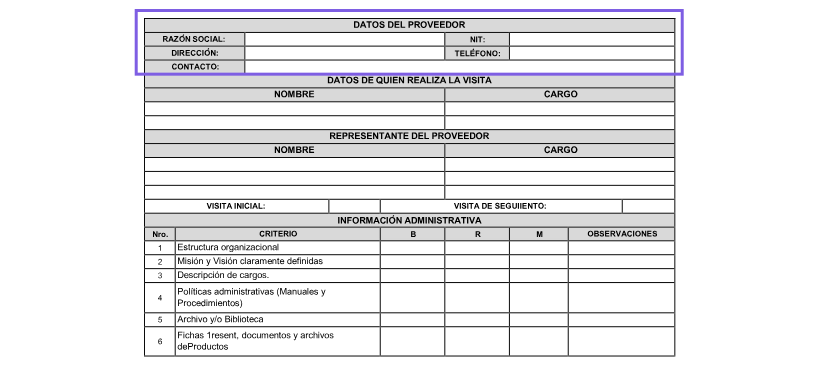 DATOS DEL PROVEEDOR
RAZÓN SOCIAL: NIT:
DIRECCIÓN: TELÉFONO:
CONTACTO:
DATOS DE QUIEN REALIZA LA VISITA
NOMBRE CARGO
REPRESENTANTE DEL PROVEEDOR
NOMBRE CARGO
VISITA INICIAL: VISITA DE SEGUIIENTO:
INFORMACIÓN ADMINISTRATIVA
Nro. CRITERIO B R M OBSERVACIONES
1 Estructura organizacional
2 Misión y Visión claramente definidas
3 Descripción de cargos.
4 Políticas administrativas (Manuales y
Procedimientos)
5 Archivo y/o Biblioteca
6 Fichas 1resent, documentos y archivos
deProductos